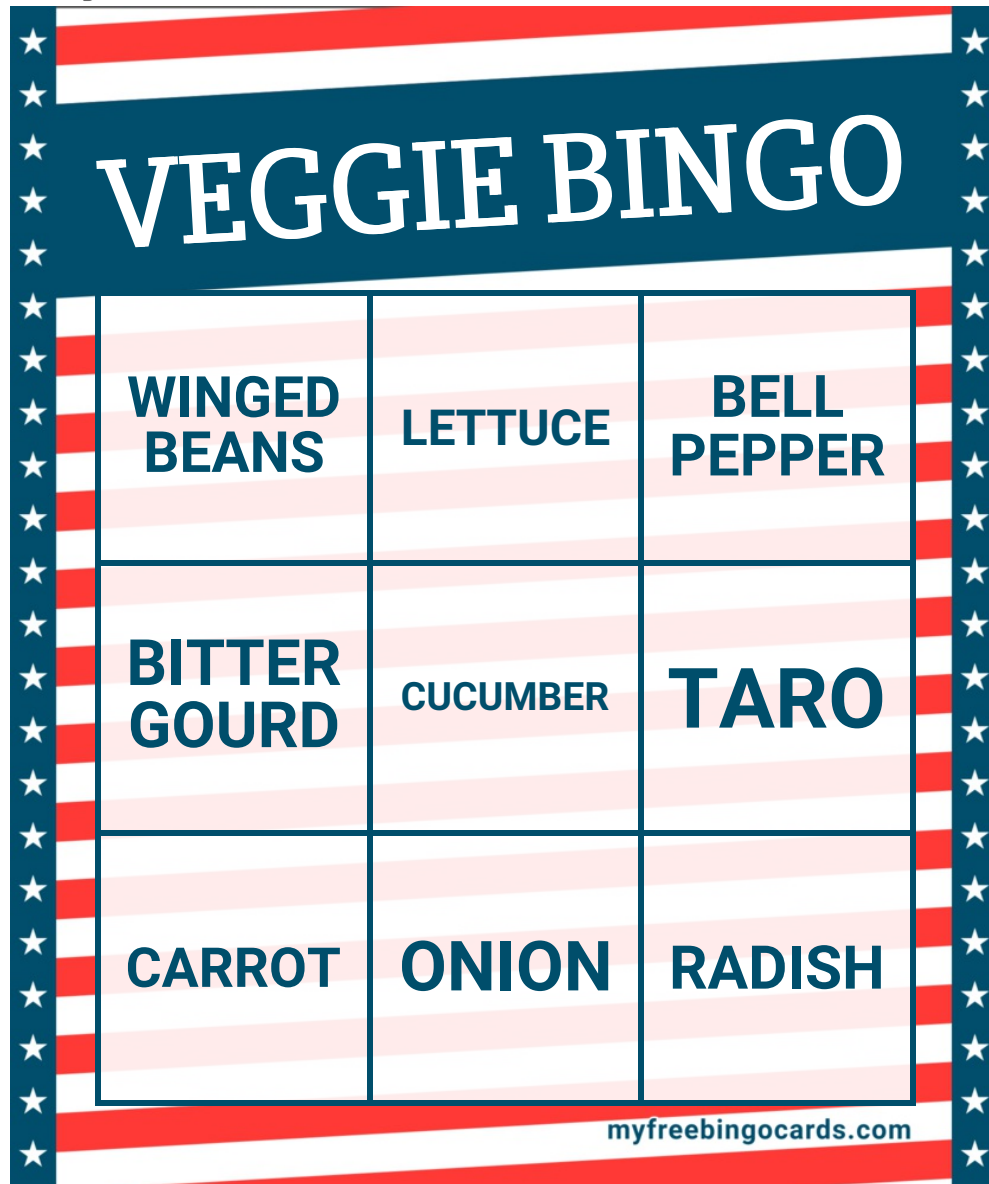 VEGGIE BINGO
WINGED
BEANS
LETTUCE
BELL
PEPPER
BITTER
GOURD
CUCUMBER
TARO
CARROT
ONION
RADISH
myfreebingocards.com